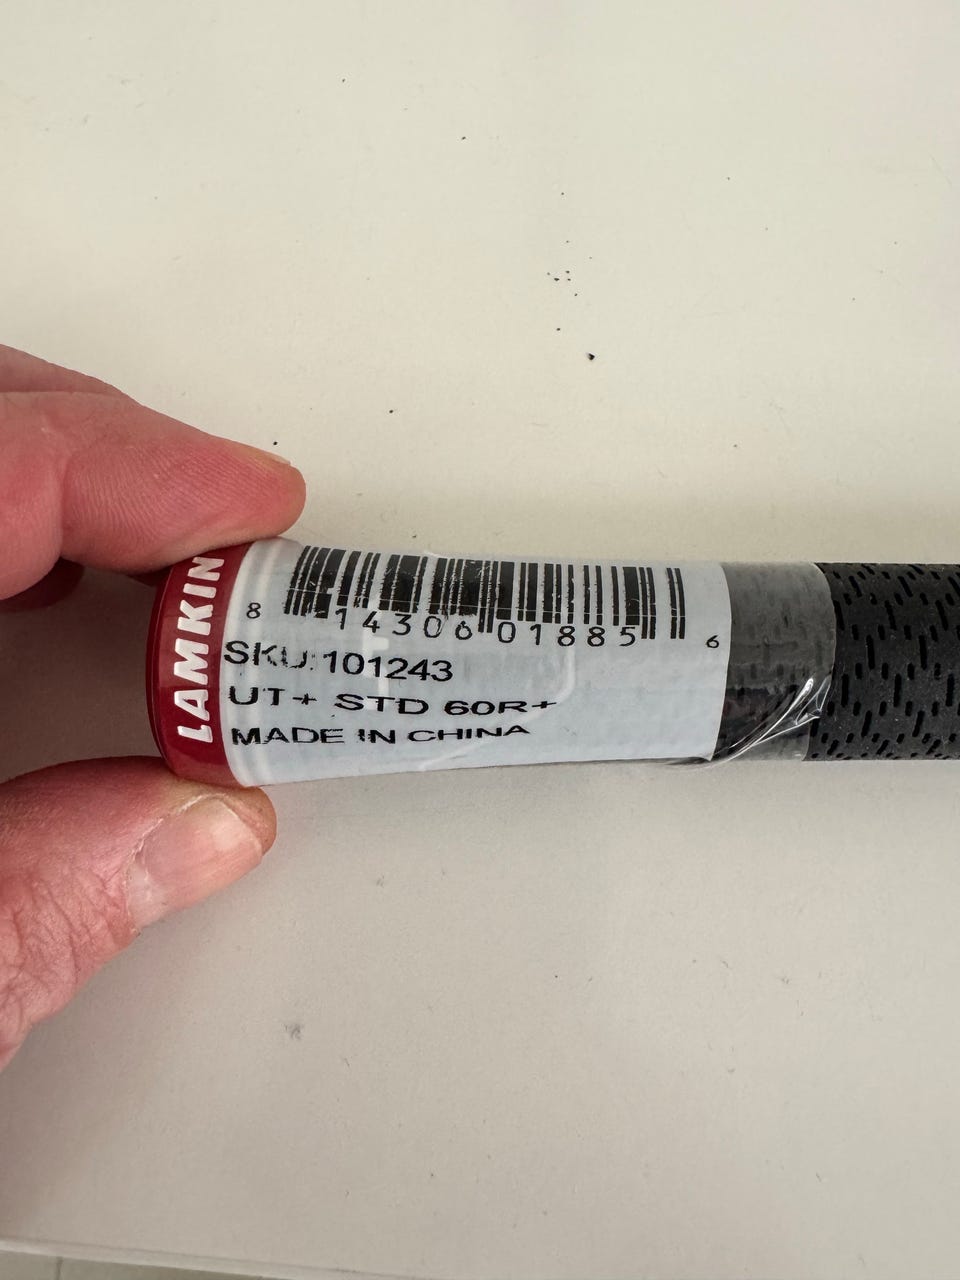 LAMKIN
8 14306 01885 6
SKU:101243
UT+ STD 60R+
MADE IN CHINA